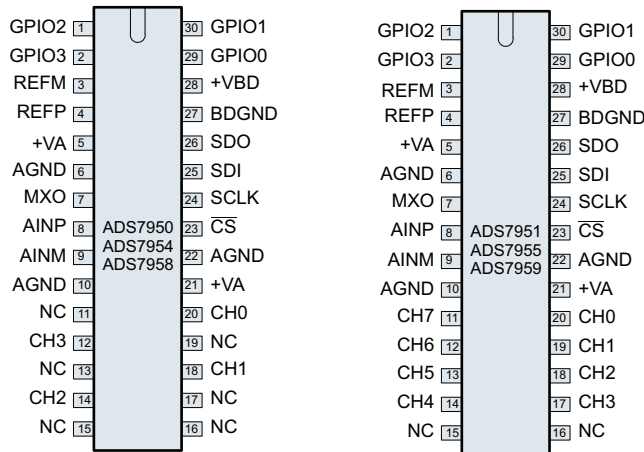 GPIO2 1 30 GPIO1
GPIO3 2 29 GPIO0
REFM 3 28 +VBD
REFP 4 27 BDGND
+VA 5 26 SDO
AGND 6 25 SDI
MXO 7 24 SCLK
AINP 8 23 CS
AINM 9 22 AGND
AGND 10 21 +VA
NC 11 20 CH0
CH3 12 19 NC
NC 13 18 CH1
CH2 14 17 NC
NC 15 16 NC
ADS7950
ADS7954
ADS7958
GPIO2 1 30 GPIO1
GPIO3 2 29 GPIO0
REFM 3 28 +VBD
REFP 4 27 BDGND
+VA 5 26 SDO
AGND 6 25 SDI
MXO 7 24 SCLK
AINP 8 23 CS
AINM 9 22 AGND
AGND 10 21 +VA
CH7 11 20 CH0
CH6 12 19 CH1
CH5 13 18 CH2
CH4 14 17 CH3
NC 15 16 NC
ADS7951
ADS7955
ADS7959